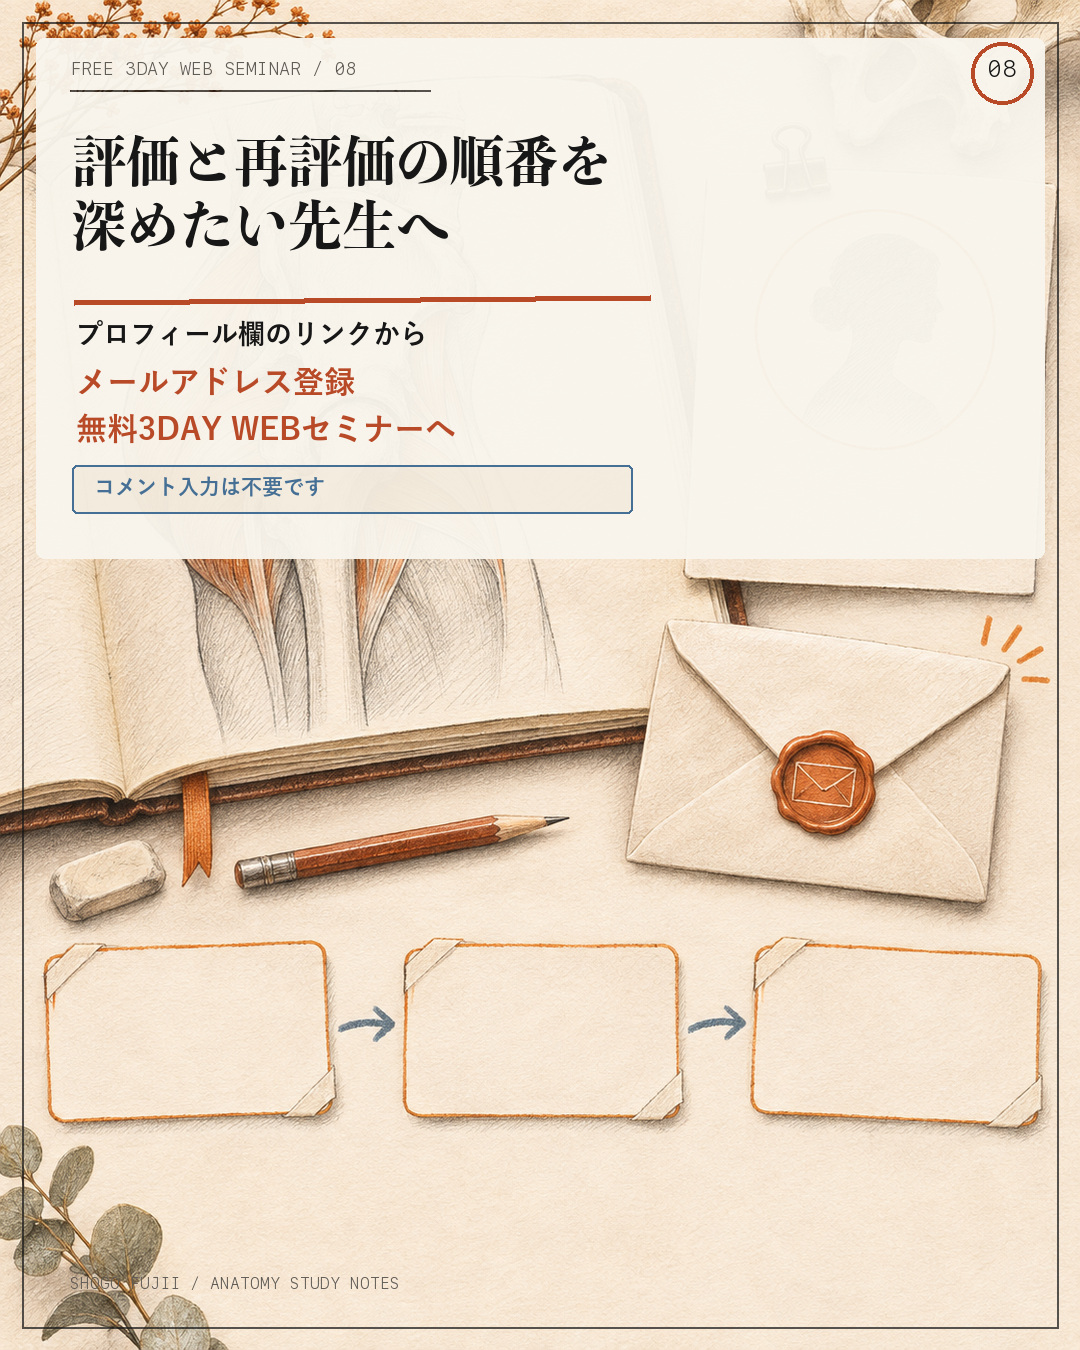 FREE 3DAY WEB SEMINAR / 08
08
評価と再評価の順番を
深めたい先生へ
プロフィール欄のリンクから
メールアドレス登録
無料3DAY WEBセミナーへ
コメント入力は不要です
SHOGO FUJII / ANATOMY STUDY NOTES